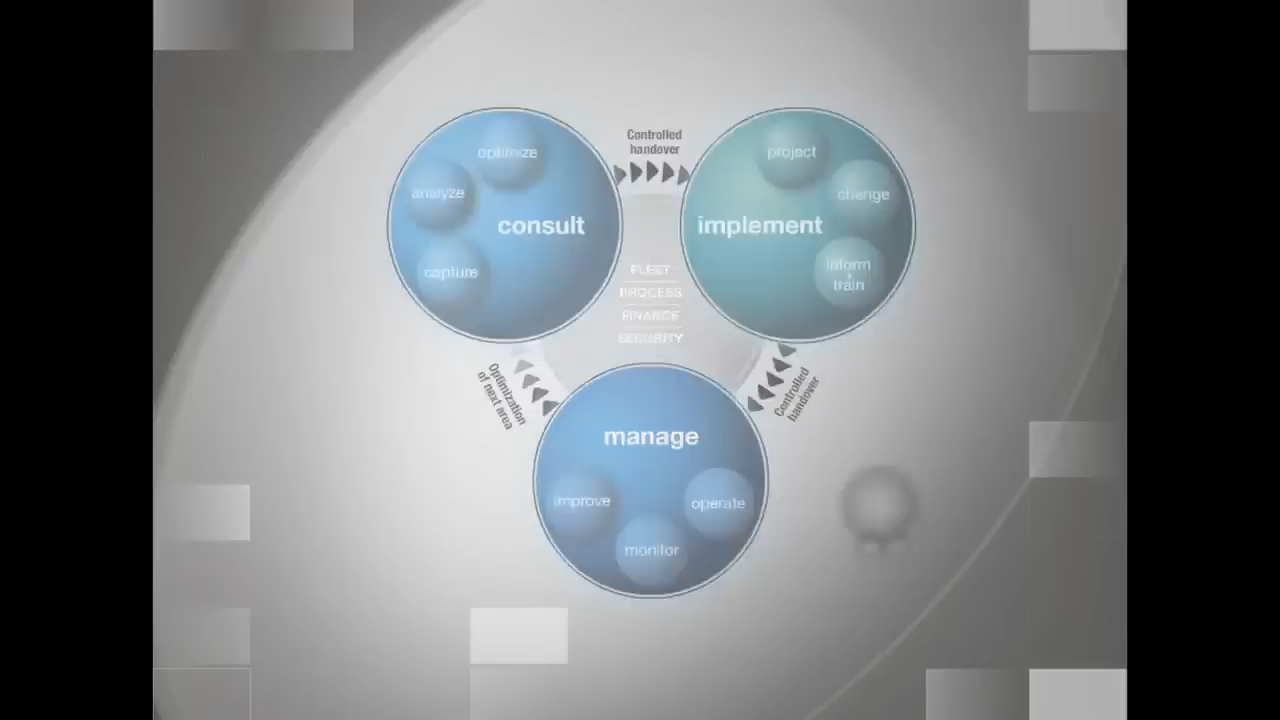 Controlled
handover
optimize
analyze
consult
capture
project
change
implement
inform
+
train
FLEET
PROCESS
FINANCE
SECURITY
Optimization
of next area
Controlled
handover
manage
improve
operate
monitor